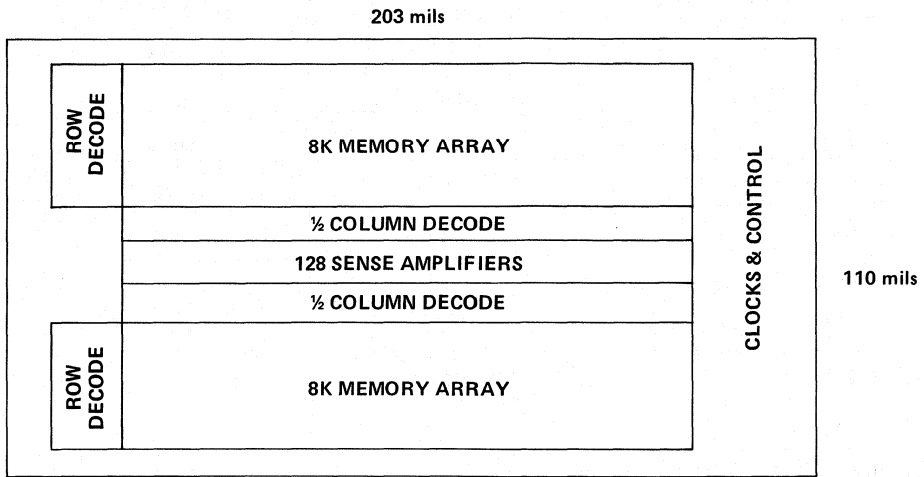 203 mils
ROW
DECODE
8K MEMORY ARRAY
½ COLUMN DECODE
128 SENSE AMPLIFIERS
½ COLUMN DECODE
CLOCKS & CONTROL
110 mils
ROW
DECODE
8K MEMORY ARRAY